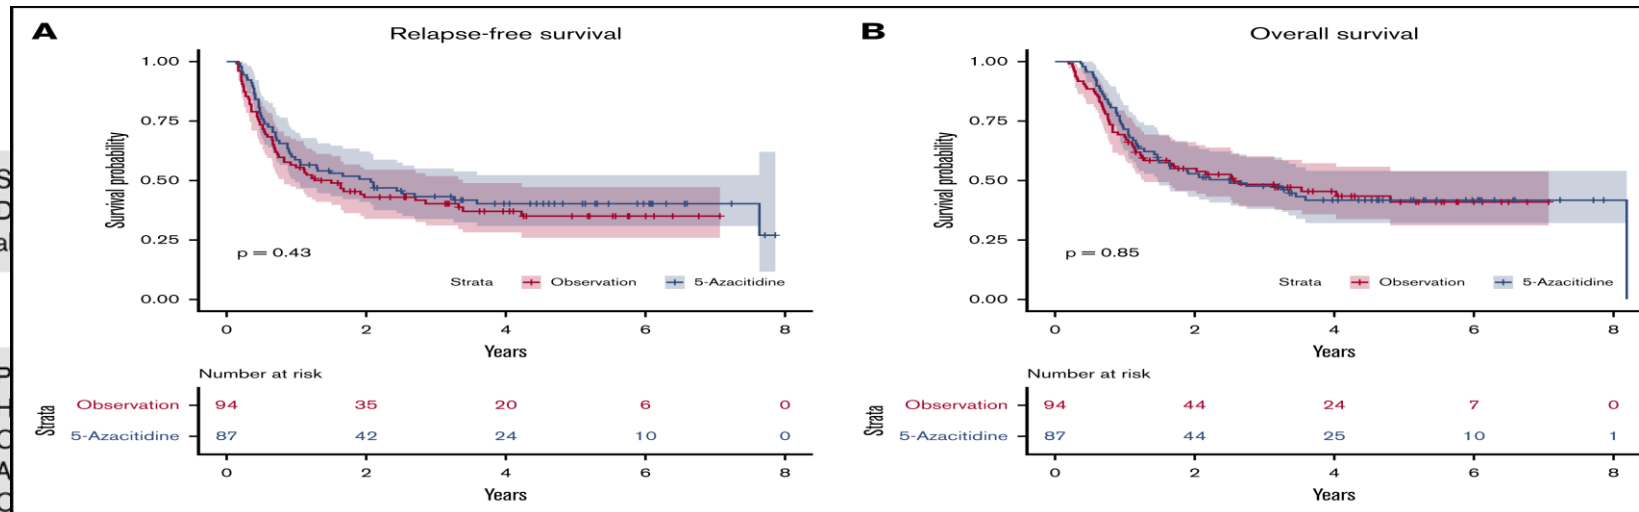 A
Relapse-free survival
1.00
0.75
0.50
0.25
0.00
Survival probability
p = 0.43
Strata Observation 5-Azacitidine
0 2 4 6 8
Years
Number at risk
Strata
Observation 94 35 20 6 0
5-Azacitidine 87 42 24 10 0
0 2 4 6 8
Years
B
Overall survival
1.00
0.75
0.50
0.25
0.00
Survival probability
p = 0.85
Strata Observation 5-Azacitidine
0 2 4 6 8
Years
Number at risk
Strata
Observation 94 44 24 7 0
5-Azacitidine 87 44 25 10 1
0 2 4 6 8
Years